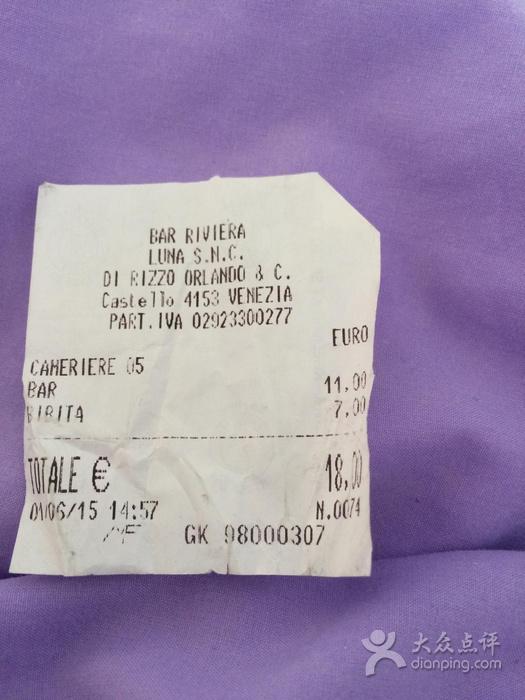 BAR RIVIERA
LUNA S.N.C.
DI RIZZO ORLANDO & C.
Castello 4153 VENEZIA
PART.IVA 02923300277
EURO
CAMERIERE 05
BAR 11,00
BIBITA 7,00
TOTALE € 18,00
01/06/15 14:57 N.0074
GK 98000307
大众点评
dianping.com